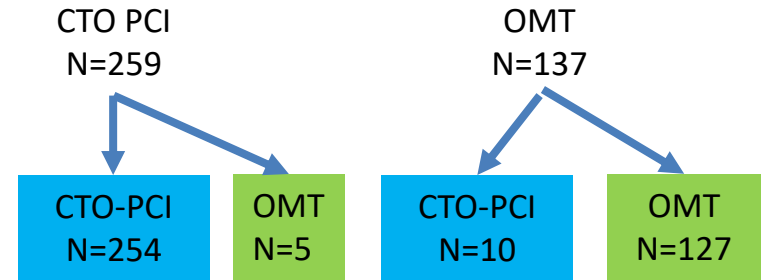 CTO PCI
N=259
OMT
N=137
CTO-PCI
N=254
OMT
N=5
CTO-PCI
N=10
OMT
N=127